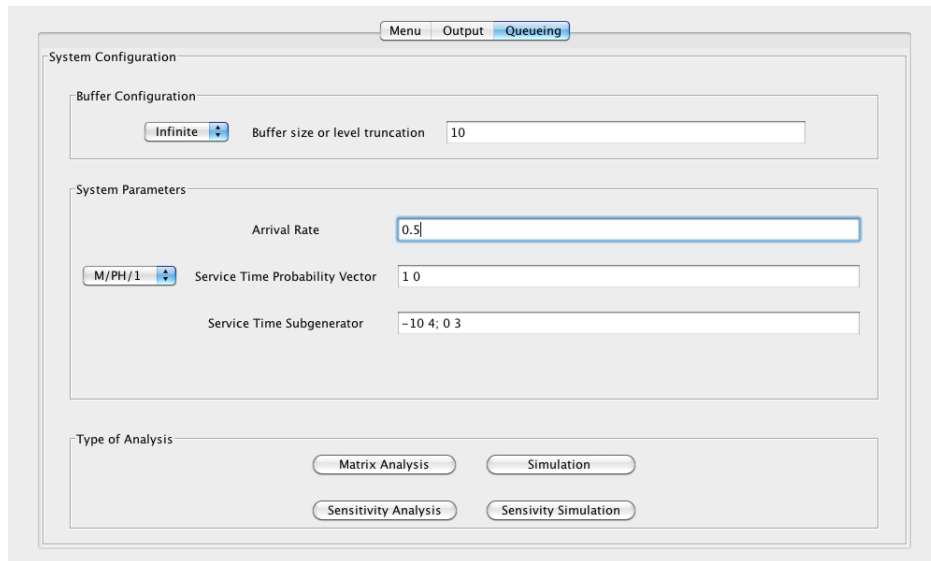 Menu Output Queueing
System Configuration
Buffer Configuration
Infinite Buffer size or level truncation 10
System Parameters
Arrival Rate 0.5
M/PH/1 Service Time Probability Vector 1 0
Service Time Subgenerator -10 4; 0 3
Type of Analysis
Matrix Analysis Simulation
Sensitivity Analysis Sensivity Simulation